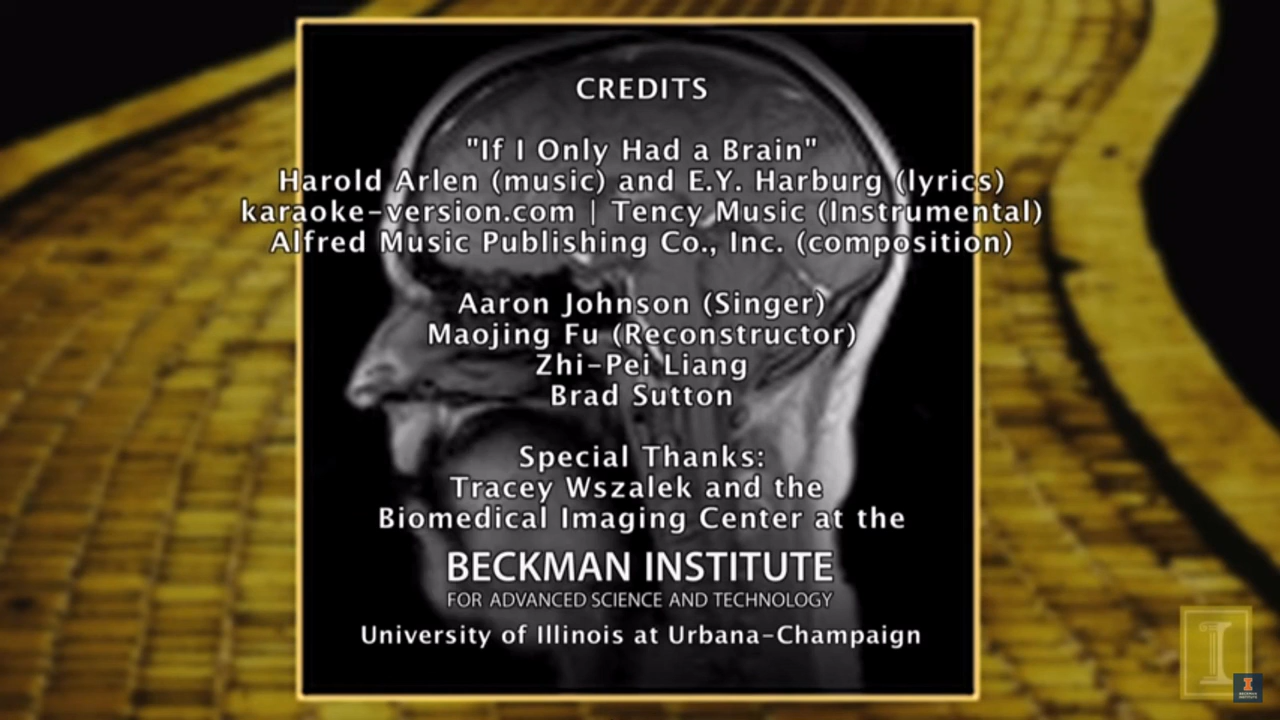 CREDITS
"If I Only Had a Brain"
Harold Arlen (music) and E.Y. Harburg (lyrics)
karaoke-version.com | Tency Music (Instrumental)
Alfred Music Publishing Co., Inc. (composition)
Aaron Johnson (Singer)
Maojing Fu (Reconstructor)
Zhi-Pei Liang
Brad Sutton
Special Thanks:
Tracey Wszalek and the
Biomedical Imaging Center at the
BECKMAN INSTITUTE
FOR ADVANCED SCIENCE AND TECHNOLOGY
University of Illinois at Urbana-Champaign
I
I
BECKMAN
INSTITUTE